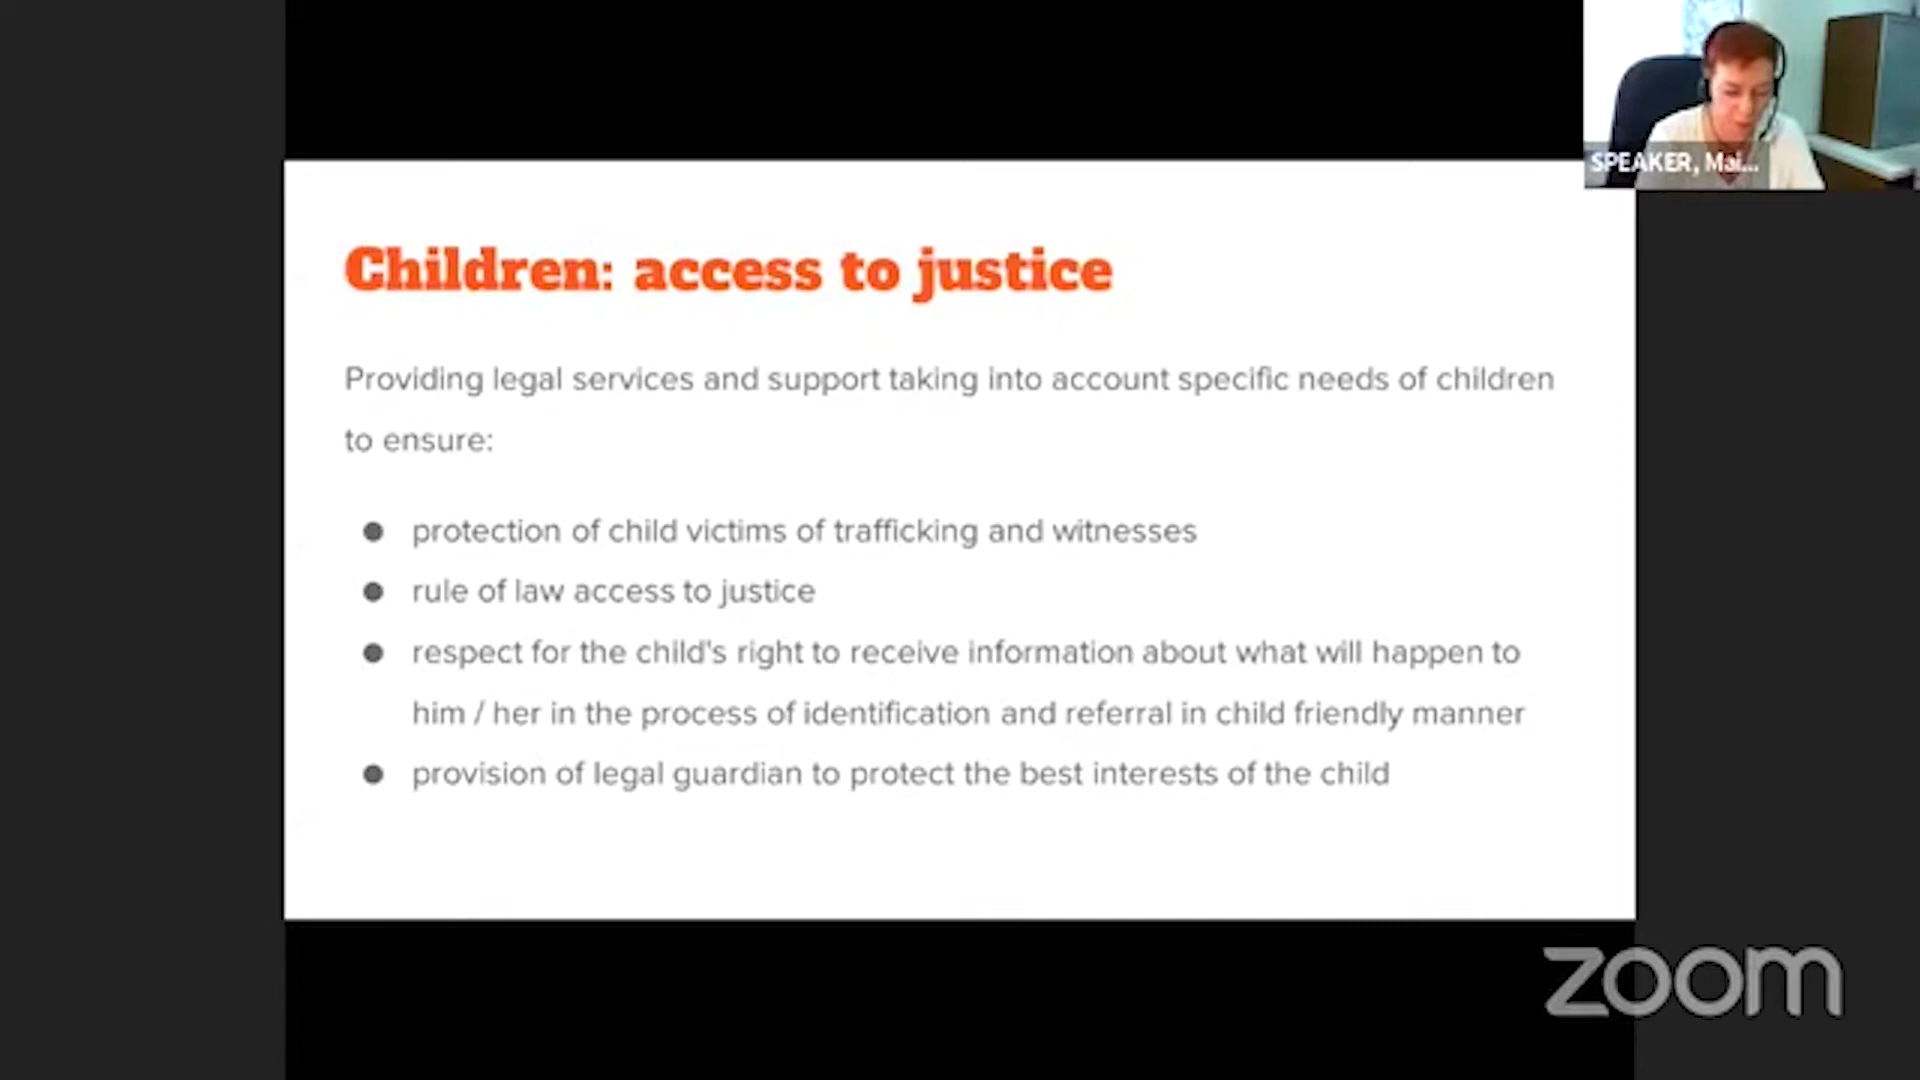 SPEAKER, Mai...
Children: access to justice
Providing legal services and support taking into account specific needs of children
to ensure:
● protection of child victims of trafficking and witnesses
● rule of law access to justice
● respect for the child's right to receive information about what will happen to
him / her in the process of identification and referral in child friendly manner
● provision of legal guardian to protect the best interests of the child
zoom